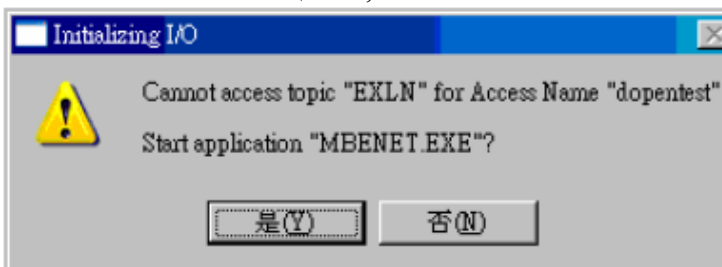 Initializing I/O
Cannot access topic "EXLN" for Access Name "dopentest"
Start application "MBENET.EXE"?
是(Y) 否(N)